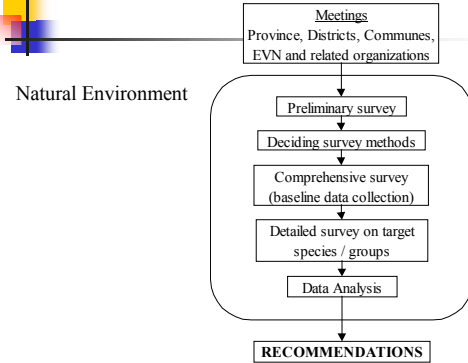 Meetings
Province, Districts, Communes,
EVN and related organizations
Natural Environment
Preliminary survey
Deciding survey methods
Comprehensive survey
(baseline data collection)
Detailed survey on target
species / groups
Data Analysis
RECOMMENDATIONS